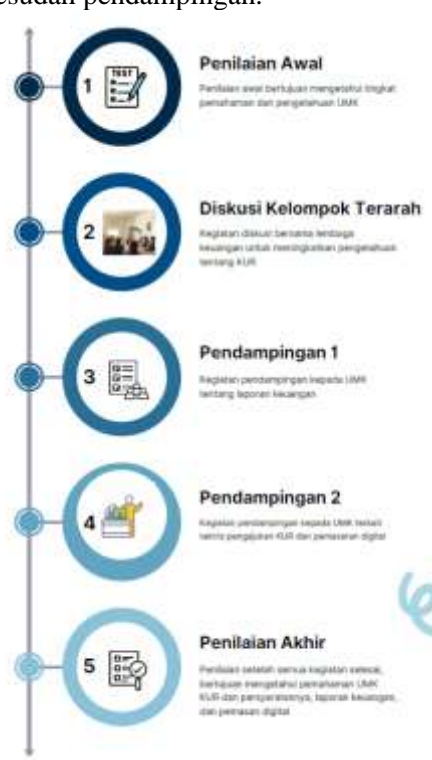 sesudah pendampingan.
1
TEST
Penilaian Awal
Penilaian awal bertujuan mengetahui tingkat
pemahaman dan pengetahuan UMK
2
Diskusi Kelompok Terarah
Kegiatan diskusi bersama lembaga
keuangan untuk meningkatkan pengetahuan
tentang KUR
3
Pendampingan 1
Kegiatan pendampingan kepada UMK
tentang laporan keuangan
4
Pendampingan 2
Kegiatan pendampingan kepada UMK terkait
pengajuan KUR dan pemasaran digital
5
Penilaian Akhir
Penilaian setelah semua kegiatan selesai,
bertujuan mengetahui pemahaman UMK
KUR dan persyaratannya, laporan keuangan,
dan pemasan digital